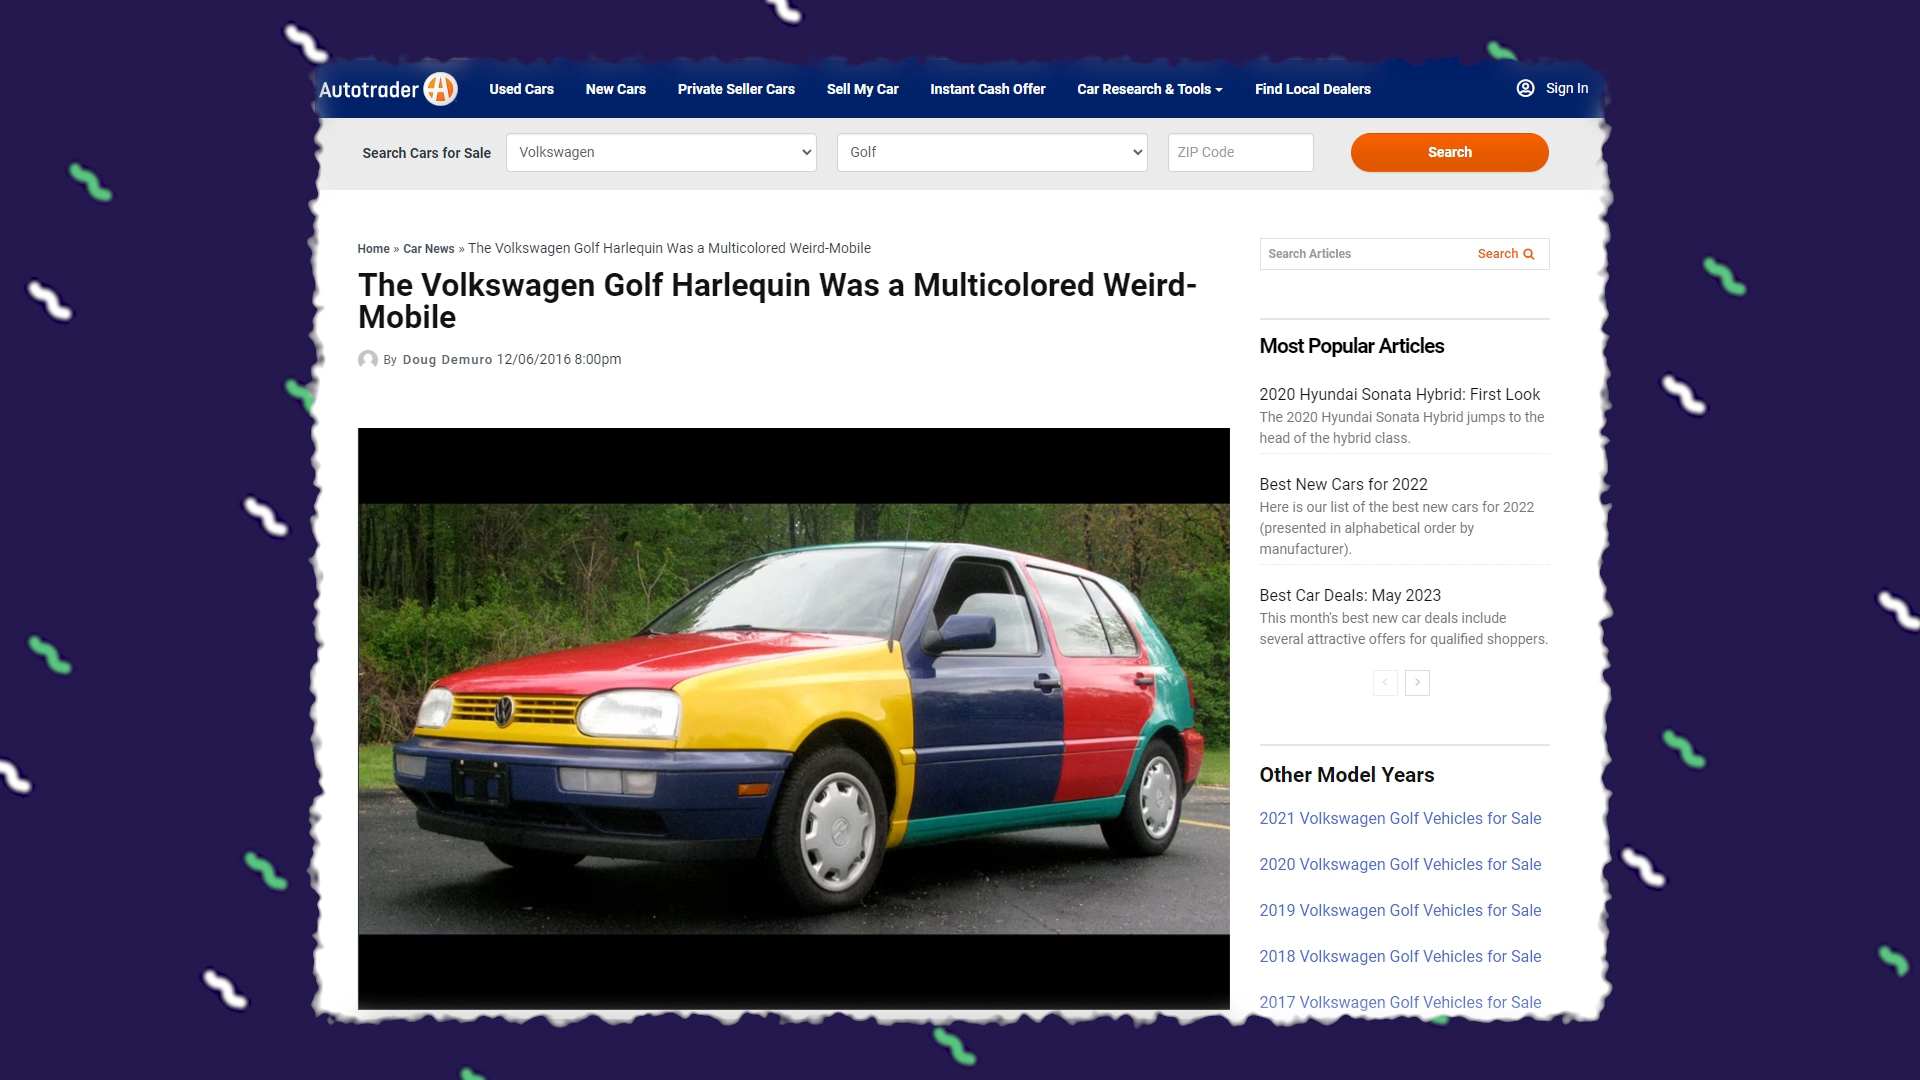 Autotrader
Used Cars
New Cars
Private Seller Cars
Sell My Car
Instant Cash Offer
Car Research & Tools
Find Local Dealers
Sign In
Search Cars for Sale
Volkswagen
Golf
ZIP Code
Search
Home » Car News » The Volkswagen Golf Harlequin Was a Multicolored Weird-Mobile
The Volkswagen Golf Harlequin Was a Multicolored Weird-
Mobile
By Doug Demuro 12/06/2016 8:00pm
Search Articles
Search
Most Popular Articles
2020 Hyundai Sonata Hybrid: First Look
The 2020 Hyundai Sonata Hybrid jumps to the
head of the hybrid class.
Best New Cars for 2022
Here is our list of the best new cars for 2022
(presented in alphabetical order by
manufacturer).
Best Car Deals: May 2023
This month's best new car deals include
several attractive offers for qualified shoppers.
Other Model Years
2021 Volkswagen Golf Vehicles for Sale
2020 Volkswagen Golf Vehicles for Sale
2019 Volkswagen Golf Vehicles for Sale
2018 Volkswagen Golf Vehicles for Sale
2017 Volkswagen Golf Vehicles for Sale